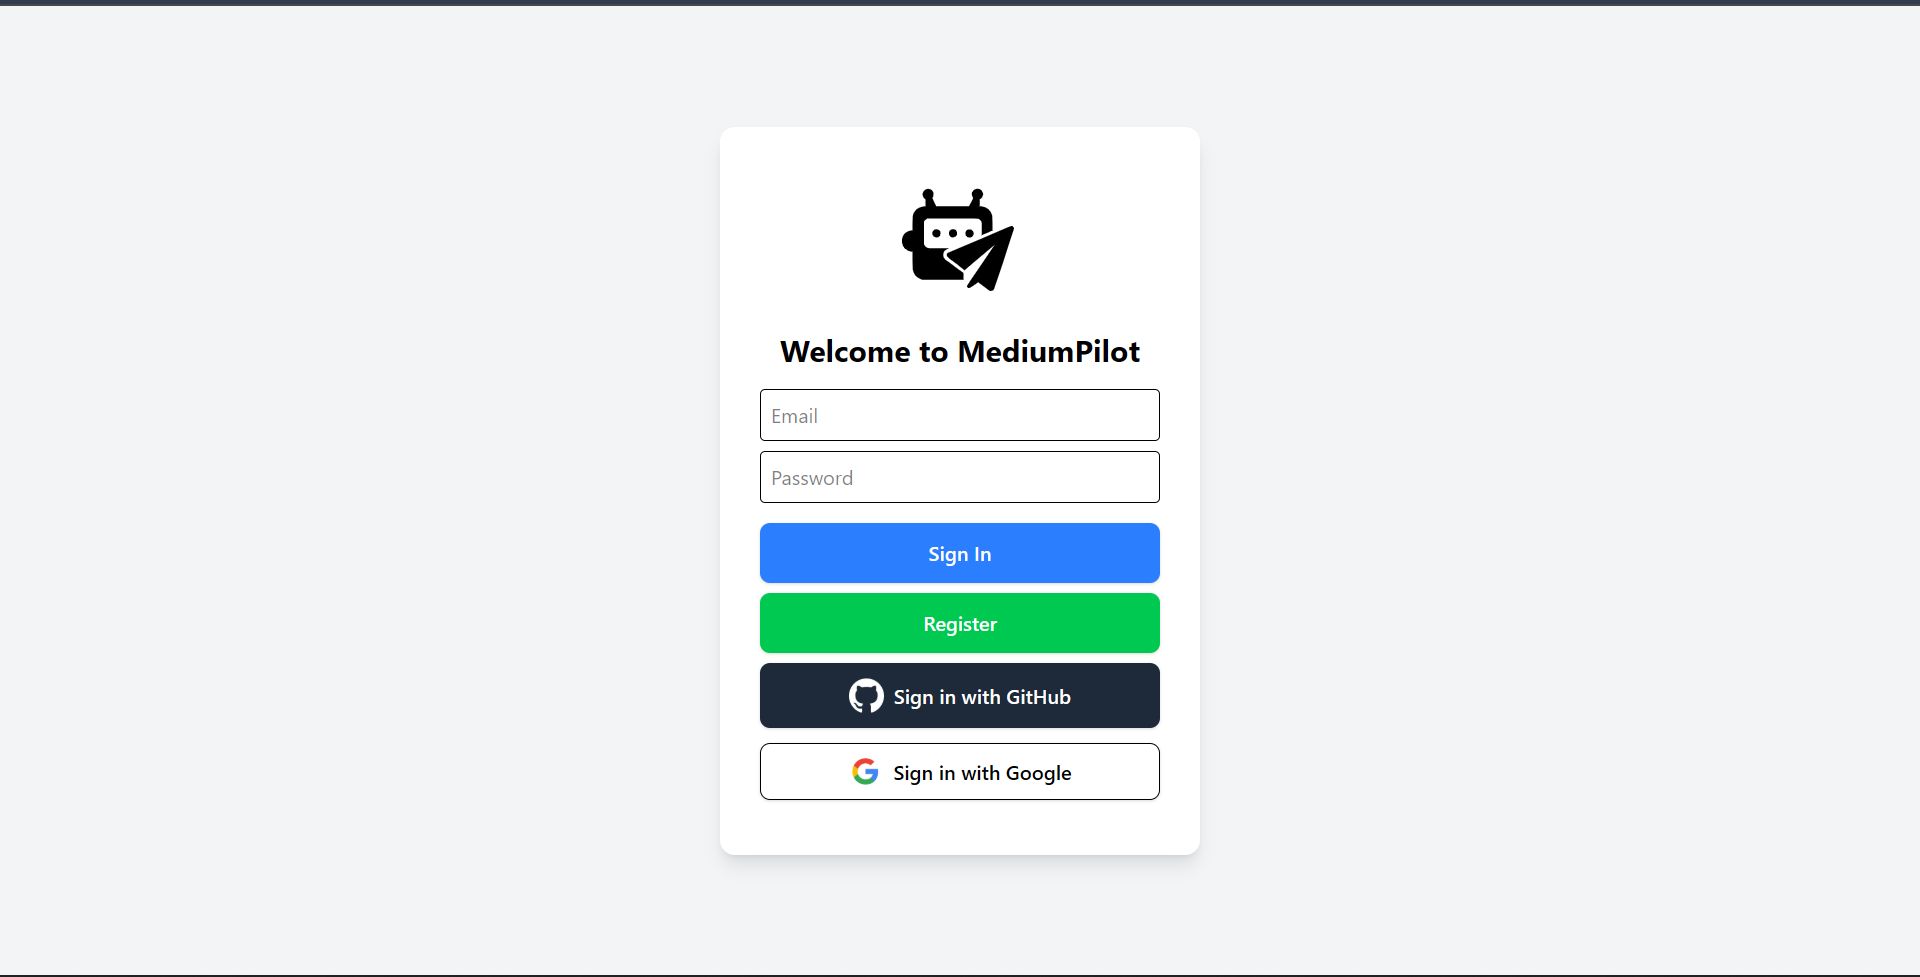 Welcome to MediumPilot
Email
Password
Sign In
Register
Sign in with GitHub
Sign in with Google